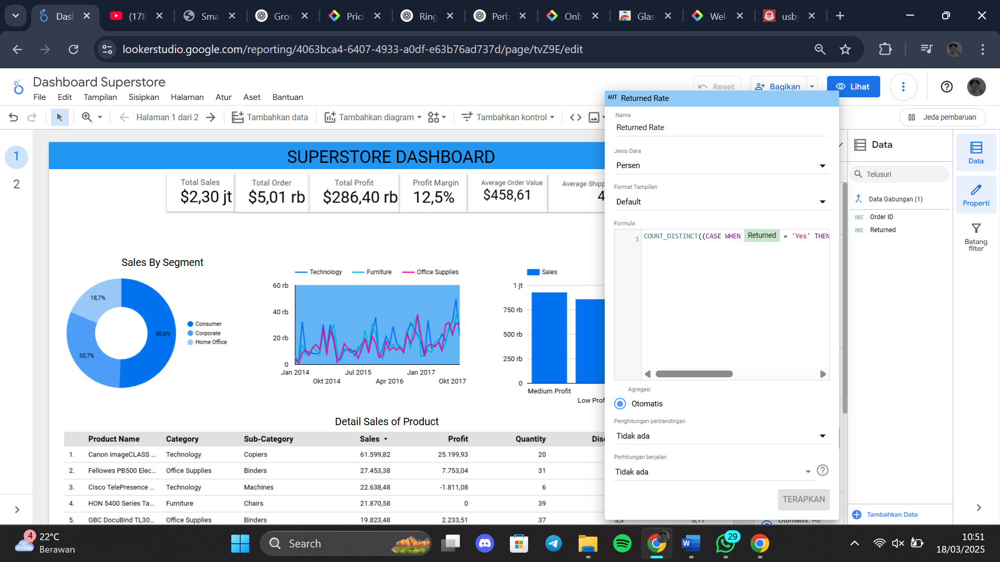 Dash
(178
Sma
Grou
Prici
Ring
Perb
Onb
Glas
Wel
usby
lookerstudio.google.com/reporting/4063bca4-6407-4933-a0df-e63b76ad737d/page/tvZ9E/edit
Dashboard Superstore
File Edit Tampilan Sisipkan Halaman Atur Aset Bantuan
Reset
Bagikan
Lihat
Halaman 1 dari 2
Tambahkan data
Tambahkan diagram
Tambahkan kontrol
Jeda pembaruan
1
2
SUPERSTORE DASHBOARD
Total Sales
$2,30 jt
Total Order
$5,01 rb
Total Profit
$286,40 rb
Profit Margin
12,5%
Average Order Value
$458,61
Average Shipp
4
Sales By Segment
18,7%
50,6%
30,7%
Consumer
Corporate
Home Office
Technology Furniture Office Supplies
60 rb
40 rb
20 rb
0
Jan 2014 Jul 2015 Jan 2017
Okt 2014 Apr 2016 Okt 2017
Sales
1 jt
750 rb
500 rb
250 rb
0
Medium Profit
Low Prof
Detail Sales of Product
Product Name Category Sub-Category Sales Profit Quantity Disc
1. Canon imageCLASS ... Technology Copiers 61.599,82 25.199,93 20
2. Fellowes PB500 Elec... Office Supplies Binders 27.453,38 7.753,04 31
3. Cisco TelePresence ... Technology Machines 22.638,48 -1.811,08 6
4. HON 5400 Series Ta... Furniture Chairs 21.870,58 0 39
5. GBC DocuBind TL30... Office Supplies Binders 19.823,48 2.233,51 37 3,3 0,11
AUT Returned Rate
Nama
Returned Rate
Jenis Data
Persen
Format Tampilan
Default
Formula
1 COUNT_DISTINCT((CASE WHEN Returned = 'Yes' THEN
Agregasi
Otomatis
Penghitungan perbandingan
Tidak ada
Perhitungan berjalan
Tidak ada
TERAPKAN
Data
Telusuri
Data Gabungan (1)
ABC Order ID
ABC Returned
Tambahkan Data
Data
Properti
Batang
filter
4
22°C
Berawan
Search
29
10:51
18/03/2025